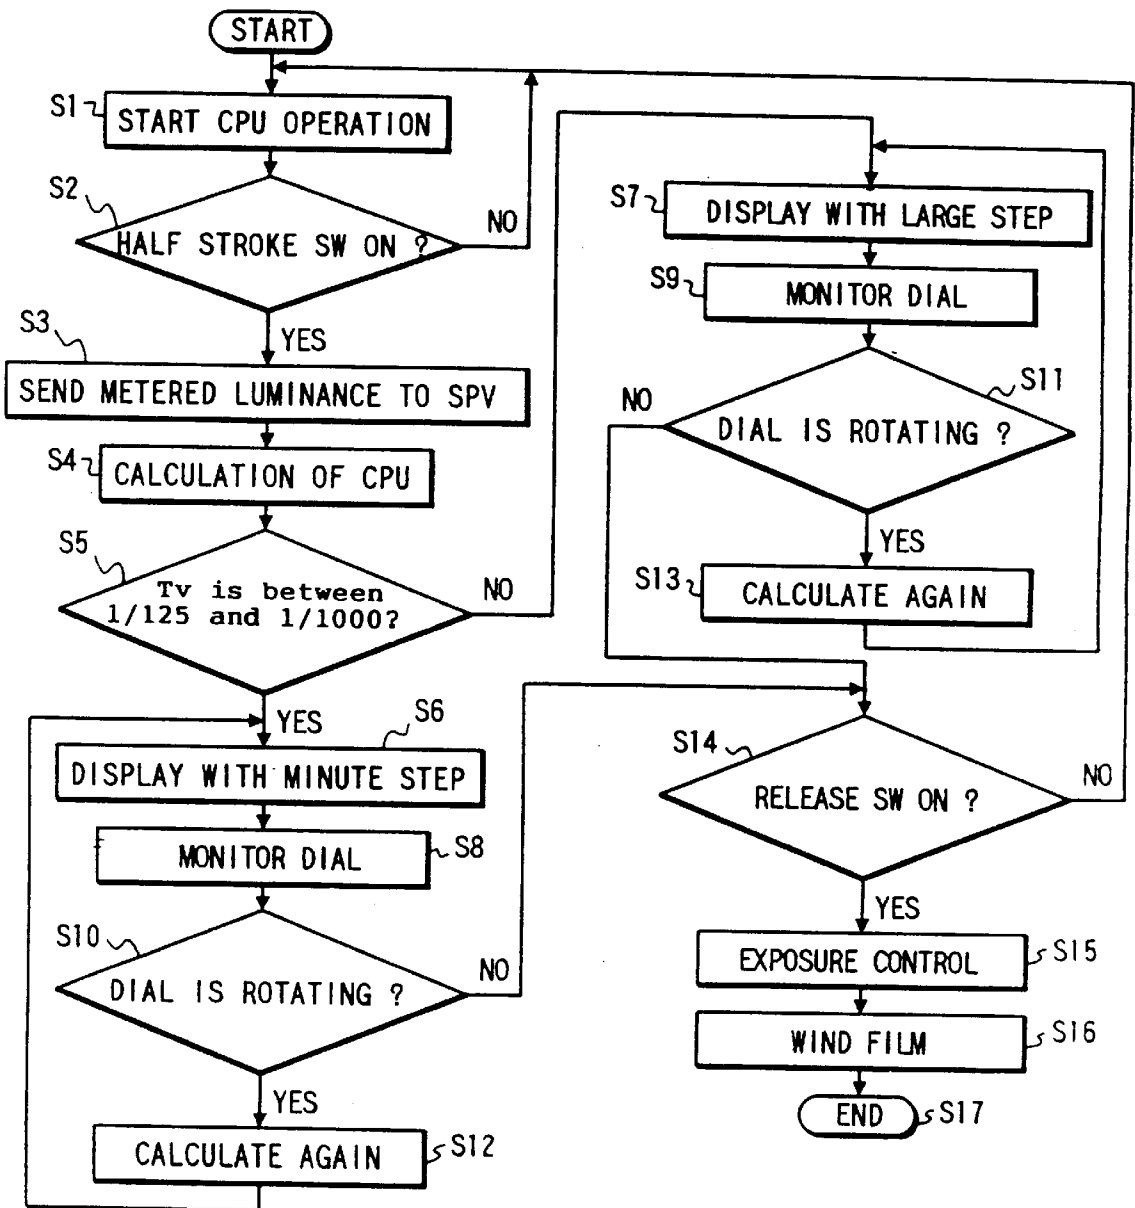 START
S1
START CPU OPERATION
S2
HALF STROKE SW ON ?
NO
YES
S3
SEND METERED LUMINANCE TO SPV
S4
CALCULATION OF CPU
S5
Tv is between
1/125 and 1/1000?
NO
YES
S6
DISPLAY WITH MINUTE STEP
MONITOR DIAL
S8
S10
DIAL IS ROTATING ?
NO
YES
CALCULATE AGAIN
S12
S7
DISPLAY WITH LARGE STEP
S9
MONITOR DIAL
S11
NO
DIAL IS ROTATING ?
YES
S13
CALCULATE AGAIN
S14
RELEASE SW ON ?
NO
YES
EXPOSURE CONTROL
S15
WIND FILM
S16
END
S17